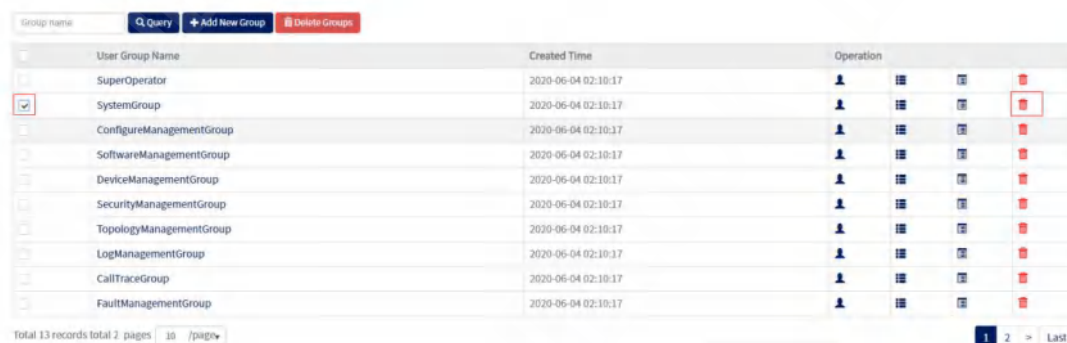 Group name Query Add New Group Delete Groups
User Group Name Created Time Operation
SuperOperator 2020-06-04 02:10:17
SystemGroup 2020-06-04 02:10:17
ConfigureManagementGroup 2020-06-04 02:10:17
SoftwareManagementGroup 2020-06-04 02:10:17
DeviceManagementGroup 2020-06-04 02:10:17
SecurityManagementGroup 2020-06-04 02:10:17
TopologyManagementGroup 2020-06-04 02:10:17
LogManagementGroup 2020-06-04 02:10:17
CallTraceGroup 2020-06-04 02:10:17
FaultManagementGroup 2020-06-04 02:10:17
Total 13 records total 2 pages 10 /page 1 2 > Last